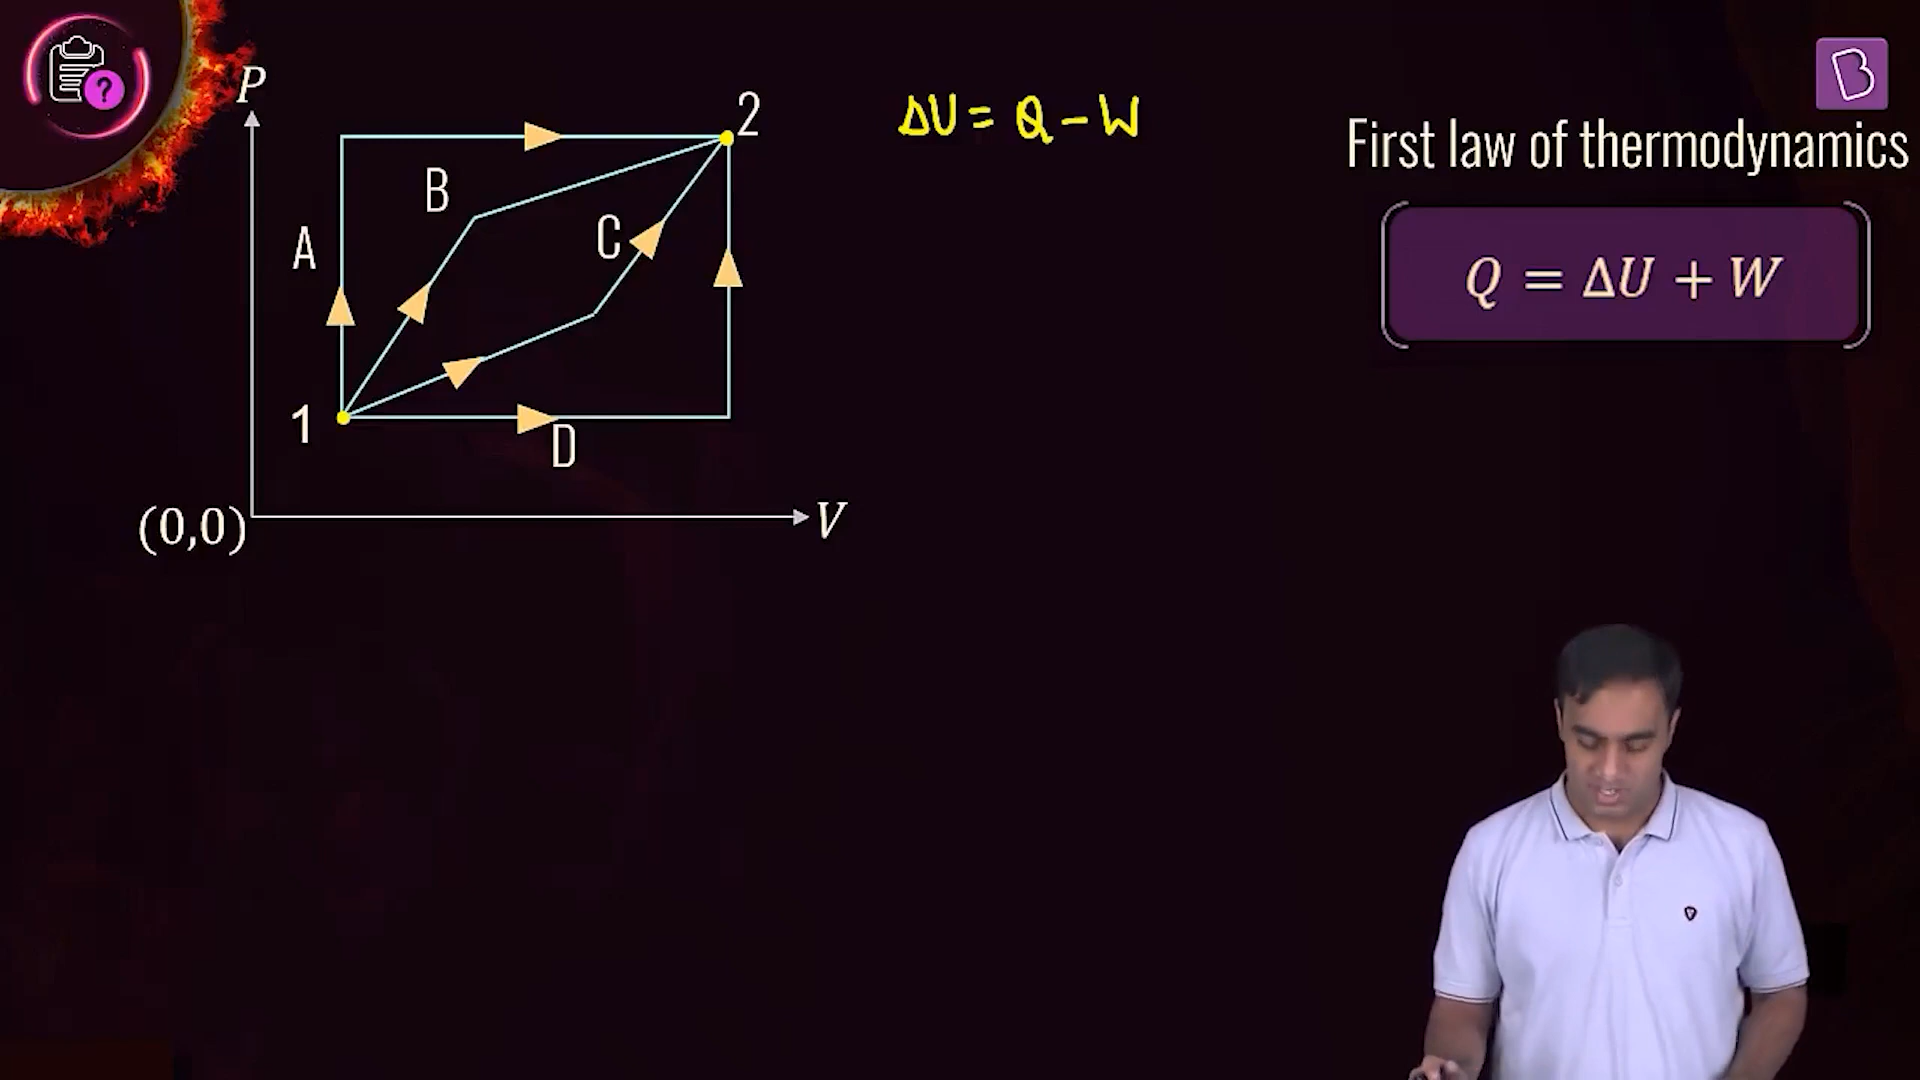 P
2
ΔU = Q - W
First law of thermodynamics
B
A
C
Q = ΔU + W
1
D
(0,0)
V
?
B